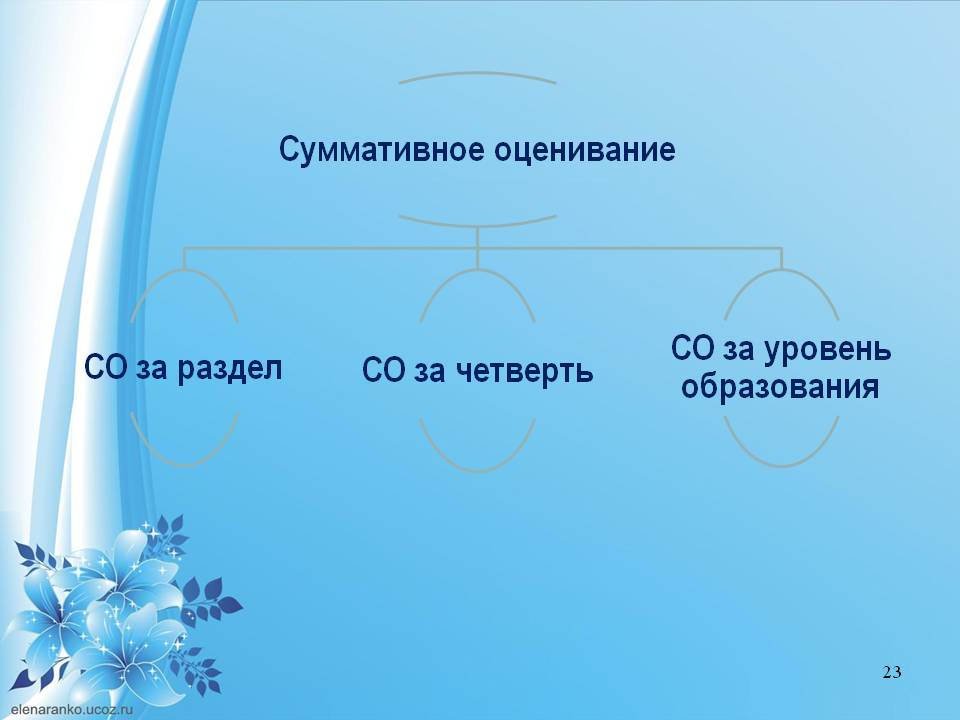 Суммативное оценивание
СО за раздел
СО за четверть
СО за уровень
образования
23
elenaranko.ucoz.ru